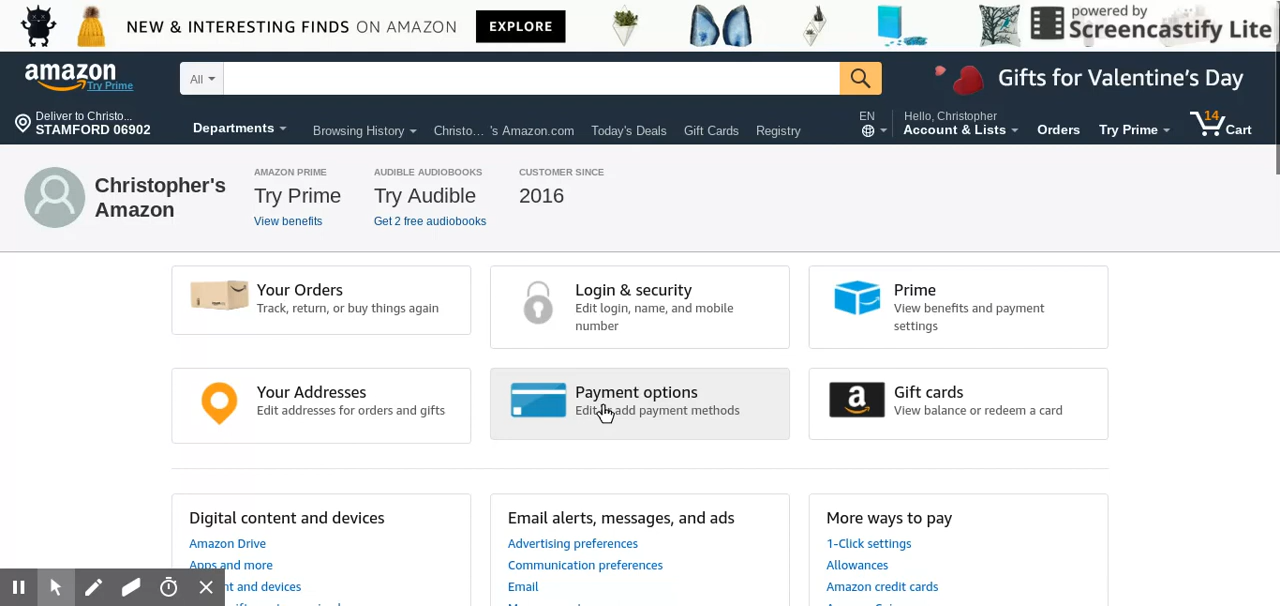 NEW & INTERESTING FINDS ON AMAZON EXPLORE
powered by
Screencastify Lite
amazon
Try Prime
All
Gifts for Valentine's Day
Deliver to Christo...
STAMFORD 06902
Departments
Browsing History
Christo... 's Amazon.com
Today's Deals
Gift Cards
Registry
EN
Hello, Christopher
Account & Lists
Orders
Try Prime
14
Cart
Christopher's
Amazon
AMAZON PRIME
Try Prime
View benefits
AUDIBLE AUDIOBOOKS
Try Audible
Get 2 free audiobooks
CUSTOMER SINCE
2016
Your Orders
Track, return, or buy things again
Login & security
Edit login, name, and mobile
number
Prime
View benefits and payment
settings
Your Addresses
Edit addresses for orders and gifts
Payment options
Edit add payment methods
Gift cards
View balance or redeem a card
Digital content and devices
Amazon Drive
Apps and more
and devices
Email alerts, messages, and ads
Advertising preferences
Communication preferences
Email
More ways to pay
1-Click settings
Allowances
Amazon credit cards